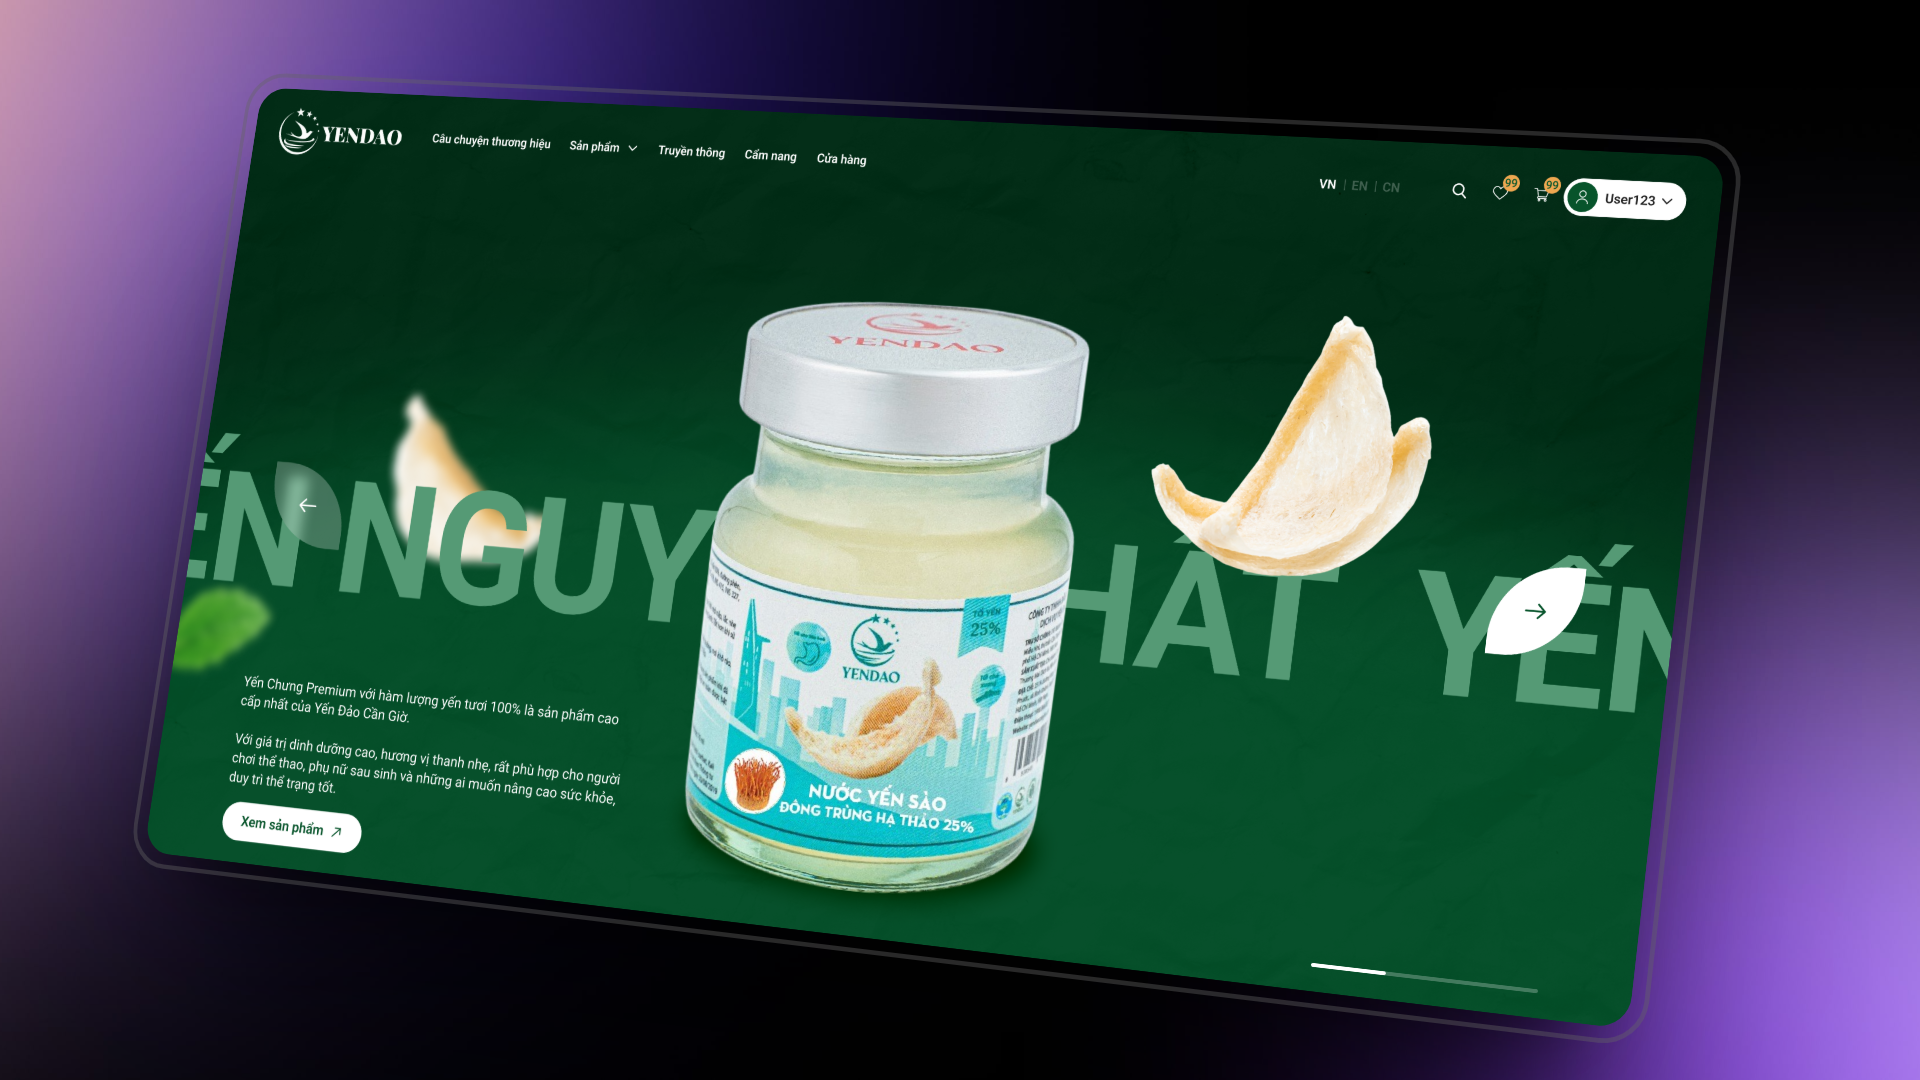 YENDAO
Câu chuyện thương hiệu
Sản phẩm
Truyền thông
Cẩm nang
Cửa hàng
VN | EN | CN
99
99
User123
YENDAO
ẾN NGUY HẤT YẾN
TỔ YẾN
25%
YENDAO
NƯỚC YẾN SÀO
ĐÔNG TRÙNG HẠ THẢO 25%
Yến Chưng Premium với hàm lượng yến tươi 100% là sản phẩm cao
cấp nhất của Yến Đảo Cần Giờ.
Với giá trị dinh dưỡng cao, hương vị thanh nhẹ, rất phù hợp cho người
chơi thể thao, phụ nữ sau sinh và những ai muốn nâng cao sức khỏe,
duy trì thể trạng tốt.
Xem sản phẩm